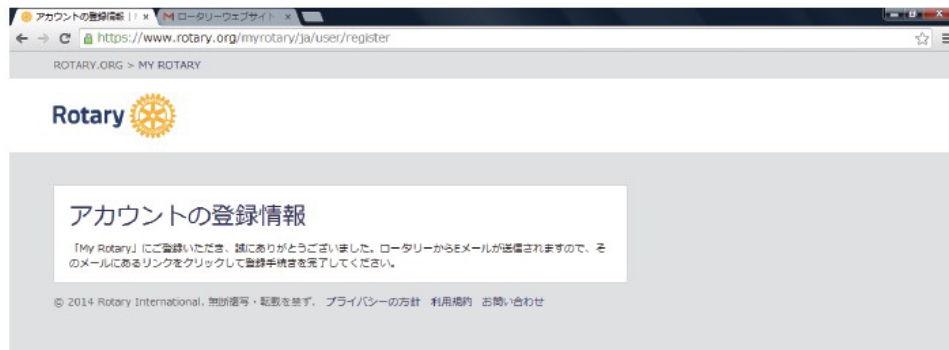 アカウントの登録情報 |
ロータリーウェブサイト
https://www.rotary.org/myrotary/ja/user/register
ROTARY.ORG > MY ROTARY
Rotary
アカウントの登録情報
「My Rotary」にご登録いただき、誠にありがとうございました。ロータリーからEメールが送信されますので、そ
のメールにあるリンクをクリックして登録手続きを完了してください。
© 2014 Rotary International. 無断複写・転載を禁ず. プライバシーの方針 利用規約 お問い合わせ